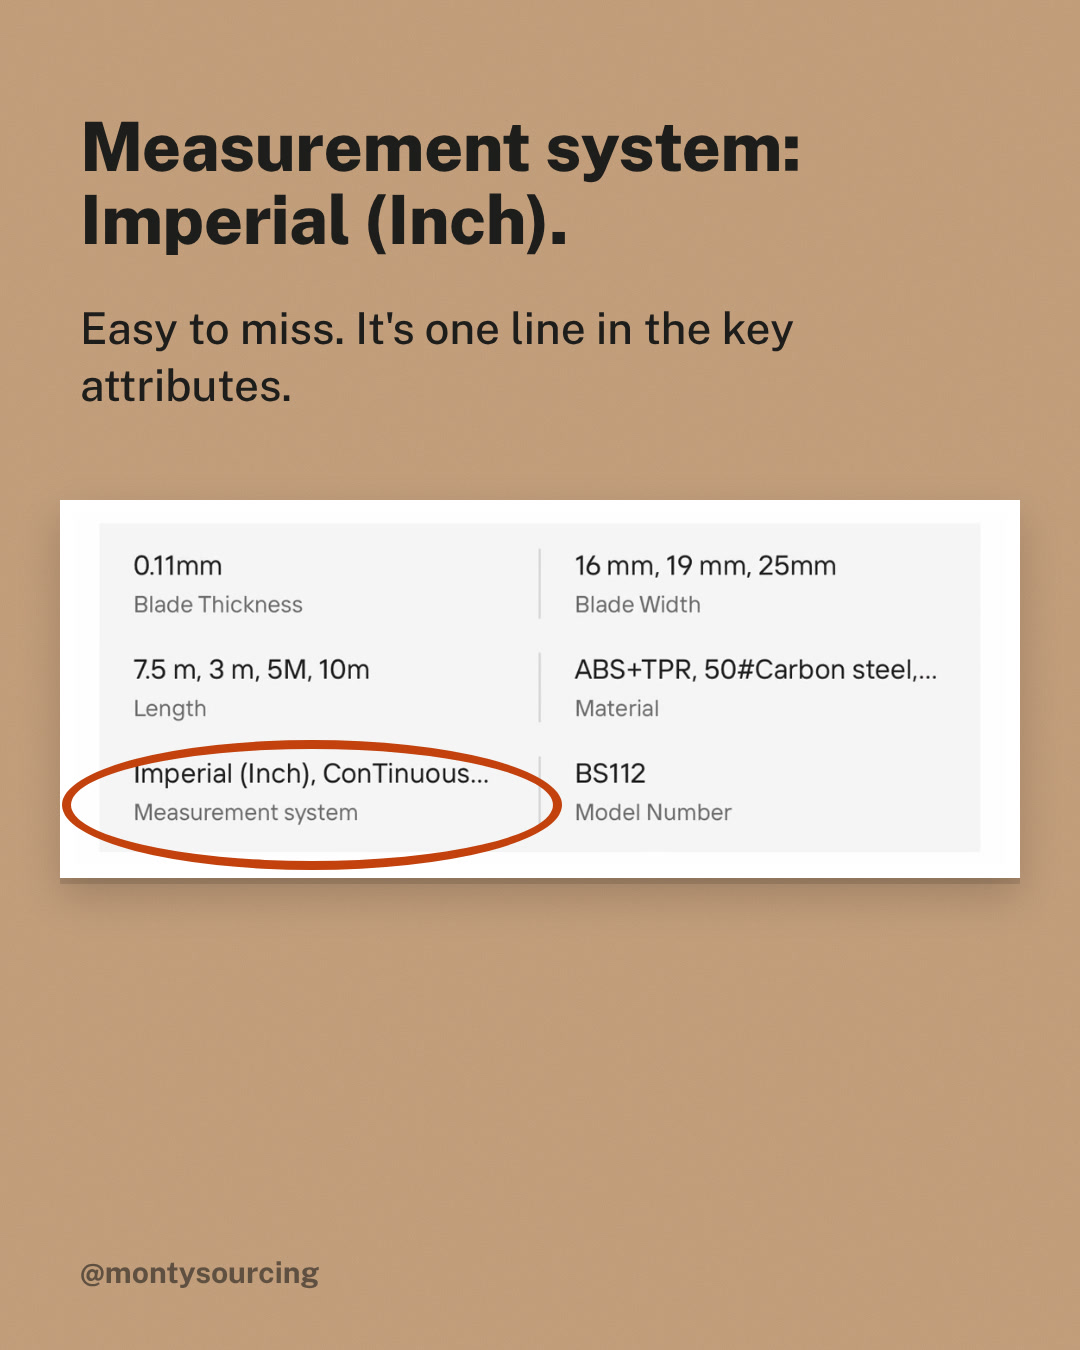 Measurement system:
Imperial (Inch).
Easy to miss. It's one line in the key
attributes.
0.11mm
Blade Thickness
16 mm, 19 mm, 25mm
Blade Width
7.5 m, 3 m, 5M, 10m
Length
ABS+TPR, 50#Carbon steel,...
Material
Imperial (Inch), ConTinuous...
Measurement system
BS112
Model Number
@montysourcing